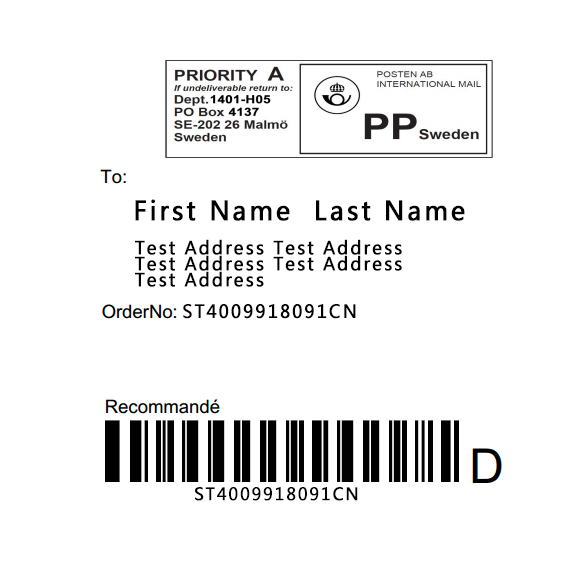 PRIORITY A
If undeliverable return to:
Dept.1401-H05
PO Box 4137
SE-202 26 Malmö
Sweden
POSTEN AB
INTERNATIONAL MAIL
PP Sweden
To:
First Name Last Name
Test Address Test Address
Test Address Test Address
Test Address
OrderNo: ST4009918091CN
Recommandé
D
ST4009918091CN